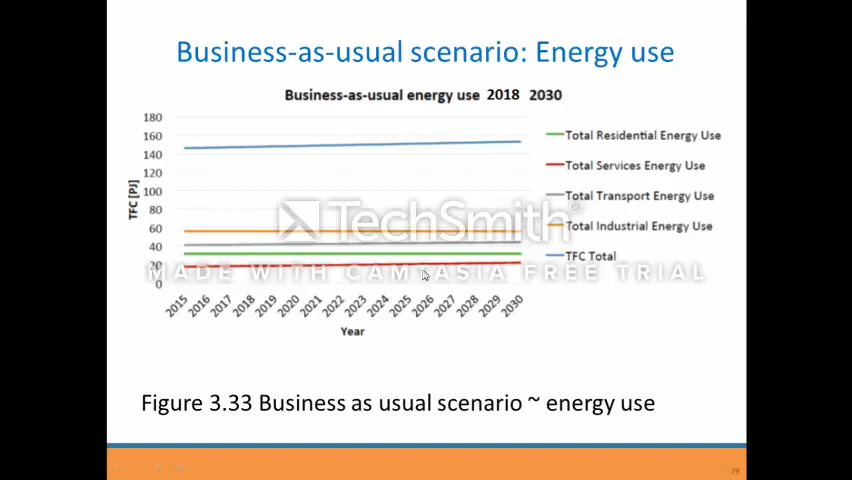 Business-as-usual scenario: Energy use
Business-as-usual energy use 2018 2030
180
160
140
120
100
80
60
40
20
0
TFC [PJ]
2015 2016 2017 2018 2019 2020 2021 2022 2023 2024 2025 2026 2027 2028 2029 2030
Year
Total Residential Energy Use
Total Services Energy Use
Total Transport Energy Use
Total Industrial Energy Use
TFC Total
TechSmith®
MADE WITH CAMTASIA FREE TRIAL
Figure 3.33 Business as usual scenario ~ energy use
79